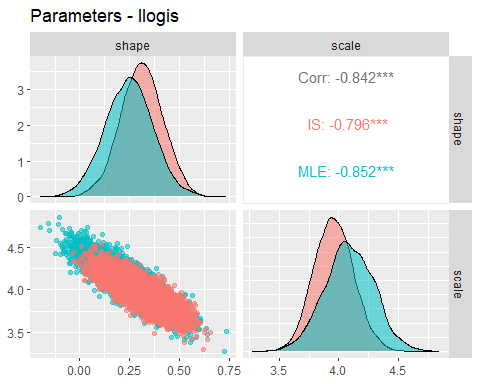 Parameters - llogis
shape
scale
3
2
1
0
Corr: -0.842***
IS: -0.796***
MLE: -0.852***
shape
4.5
4.0
3.5
scale
0.00
0.25
0.50
0.75
3.5
4.0
4.5